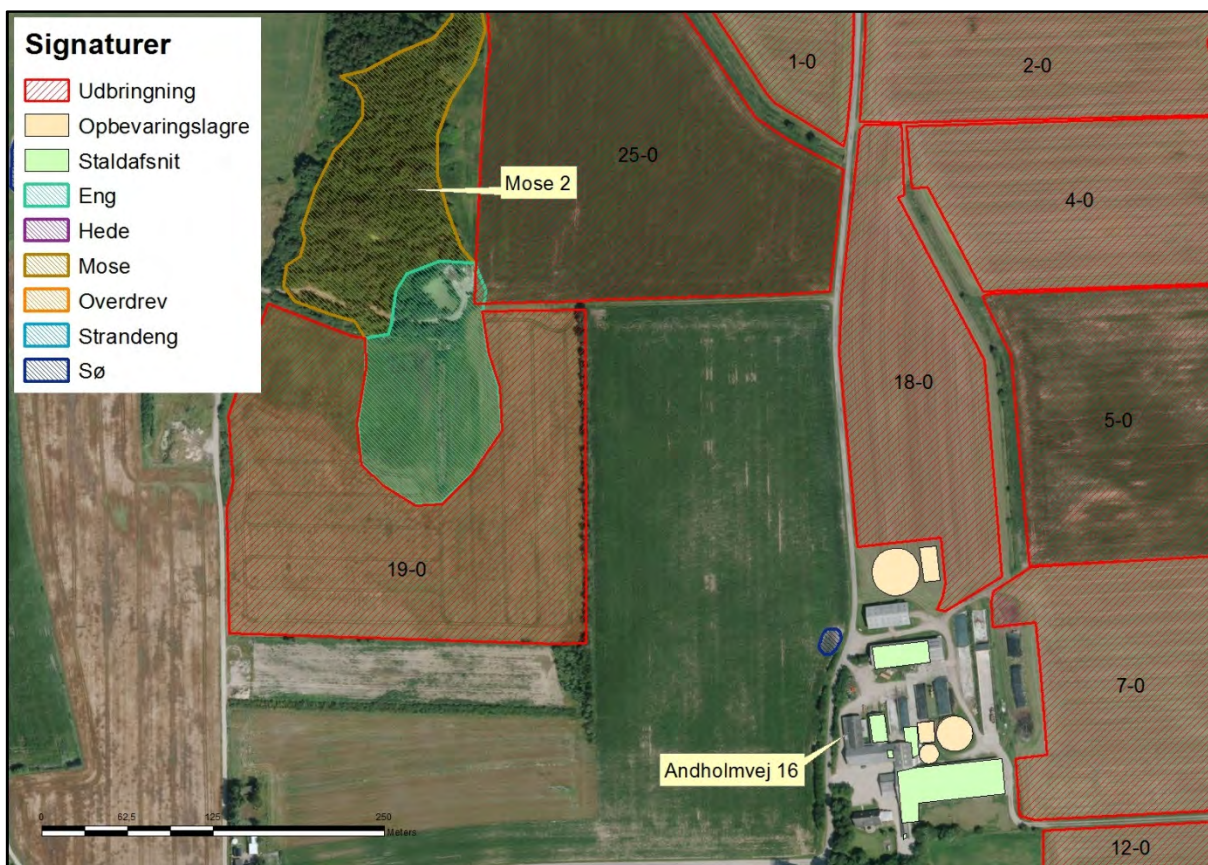 Signaturer
Udbringning
Opbevaringslagre
Staldafsnit
Eng
Hede
Mose
Overdrev
Strandeng
Sø
1-0
2-0
25-0
Mose 2
4-0
18-0
5-0
19-0
7-0
Andholmvej 16
0 62,5 125 250
Meters
12-0